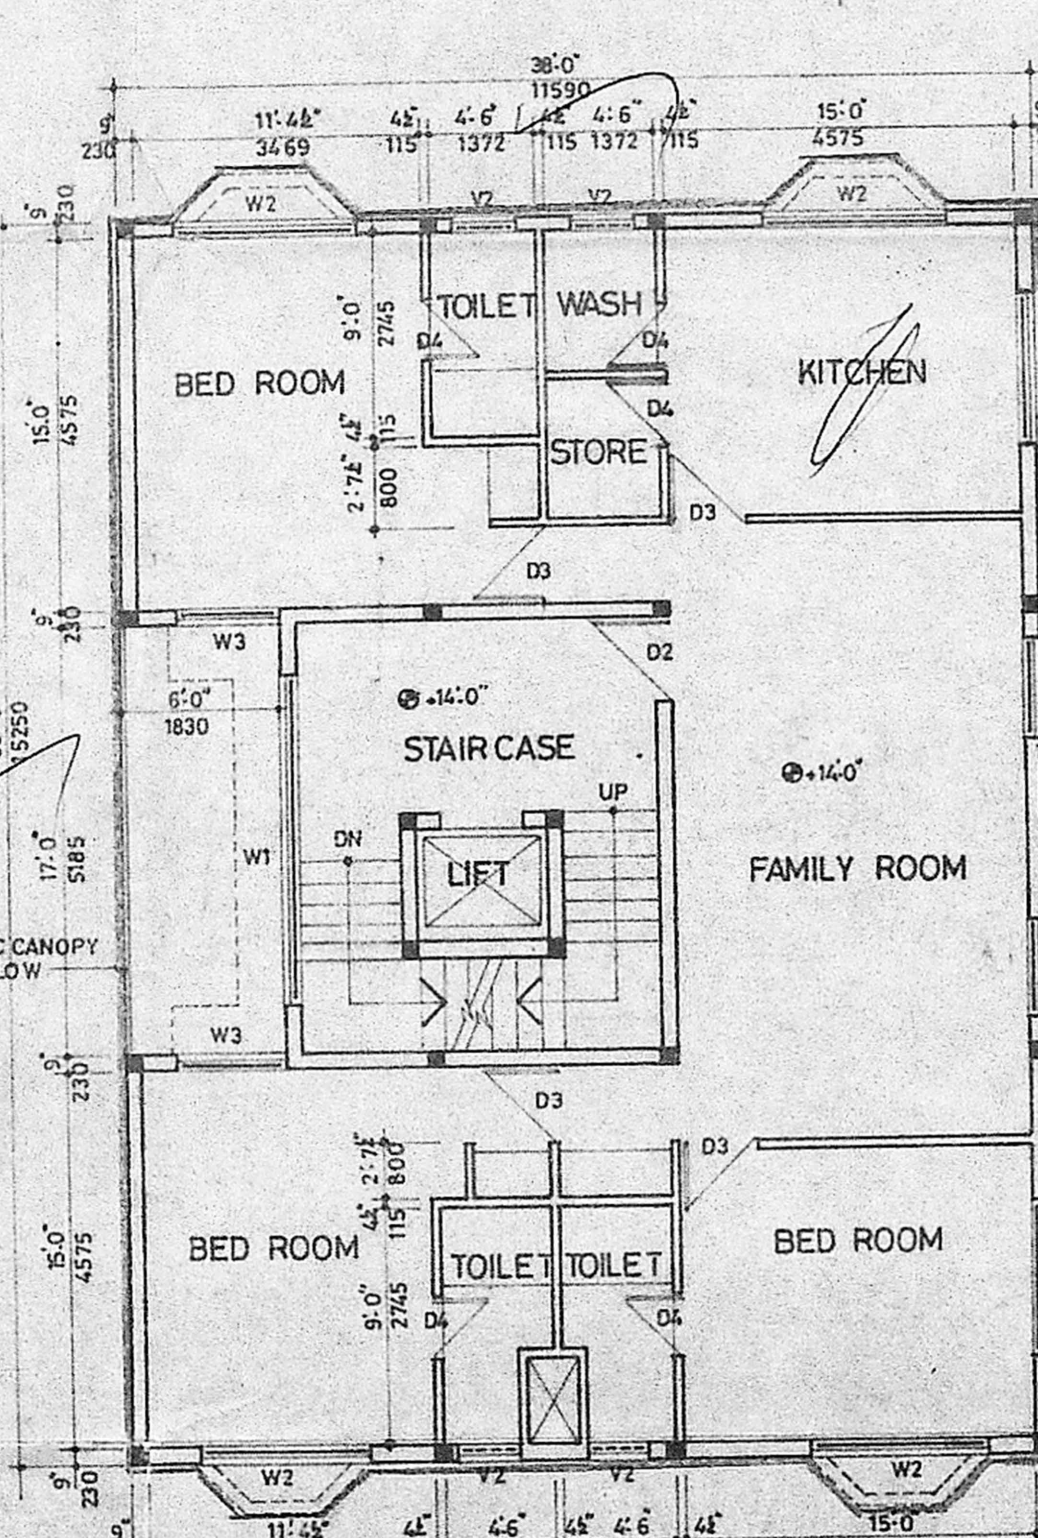 38'-0"
11590
9" 11'-4½" 4½" 4'-6" 4½" 4'-6" 4½" 15'-0"
230 3469 115 1372 115 1372 115 4575
W2 V2 V2 W2
9"
230
TOILET WASH
9'-0"
2745
D4 D4
BED ROOM KITCHEN
D4
15'-0"
4575
4½"
115
STORE
2'-7½"
800
D3
D3
9"
230
W3
D2
6'-0"
1830
+14'-0"
STAIR CASE
15250
+14'-0"
UP
DN
17'-0"
5185
W1
LIFT
FAMILY ROOM
CANOPY
LOW
W3
9"
230
D3
D3
2'-7½"
800
4½"
115
15'-0"
4575
BED ROOM
BED ROOM
TOILET TOILET
9'-0"
2745
D4 D4
9"
230
W2 V2 V2 W2
9" 11'-4½" 4½" 4'-6" 4½" 4'-6" 4½" 15'-0"